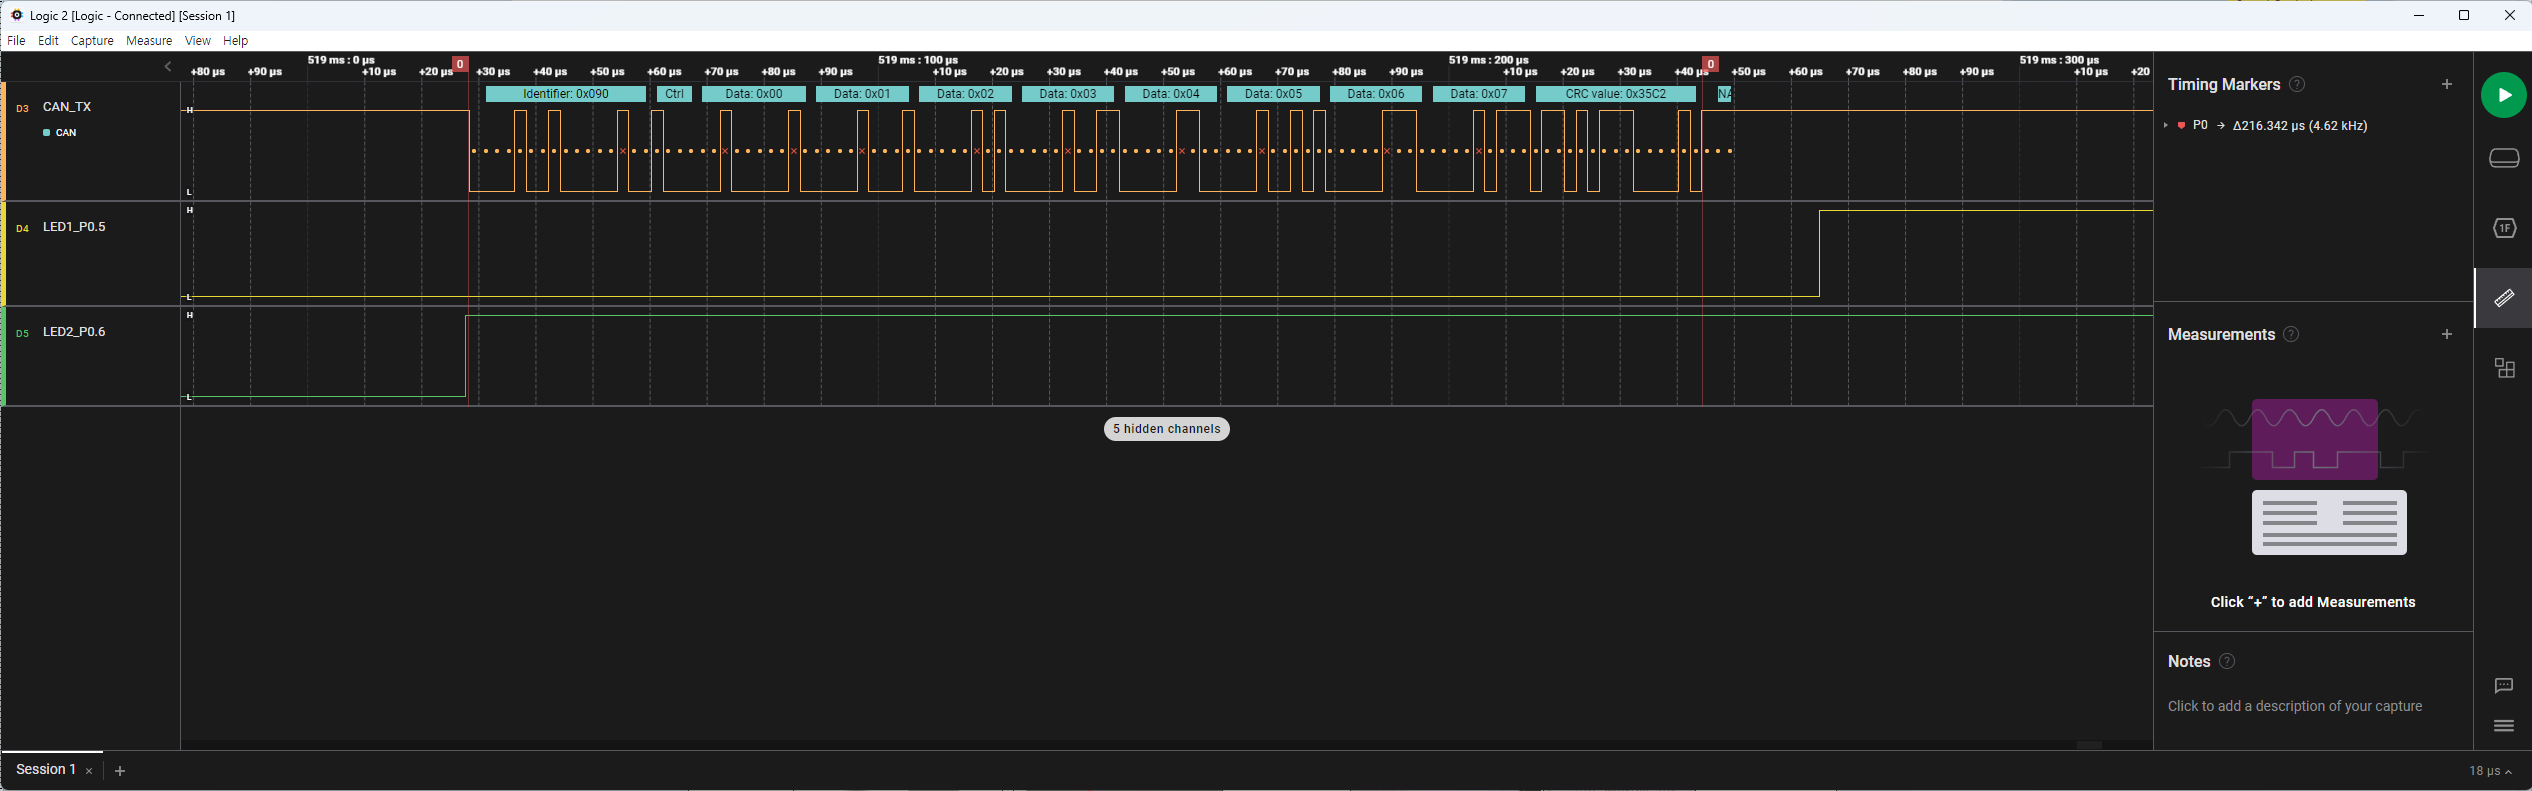 Logic 2 [Logic - Connected] [Session 1]
File Edit Capture Measure View Help
519 ms : 0 µs 519 ms : 100 µs 519 ms : 200 µs 519 ms : 300 µs
+80 µs +90 µs +10 µs +20 µs 0 +30 µs +40 µs +50 µs +60 µs +70 µs +80 µs +90 µs +10 µs +20 µs +30 µs +40 µs +50 µs +60 µs +70 µs +80 µs +90 µs +10 µs +20 µs +30 µs +40 µs 0 +50 µs +60 µs +70 µs +80 µs +90 µs +10 µs +20
Identifier: 0x090 Ctrl Data: 0x00 Data: 0x01 Data: 0x02 Data: 0x03 Data: 0x04 Data: 0x05 Data: 0x06 Data: 0x07 CRC value: 0x35C2 NA
D3 CAN_TX H
CAN
L
H
D4 LED1_P0.5
L
H
D5 LED2_P0.6
L
5 hidden channels
Timing Markers ? +
P0 → Δ216.342 µs (4.62 kHz)
1F
Measurements ? +
Click “+” to add Measurements
Notes ?
Click to add a description of your capture
Session 1 × +
18 µs